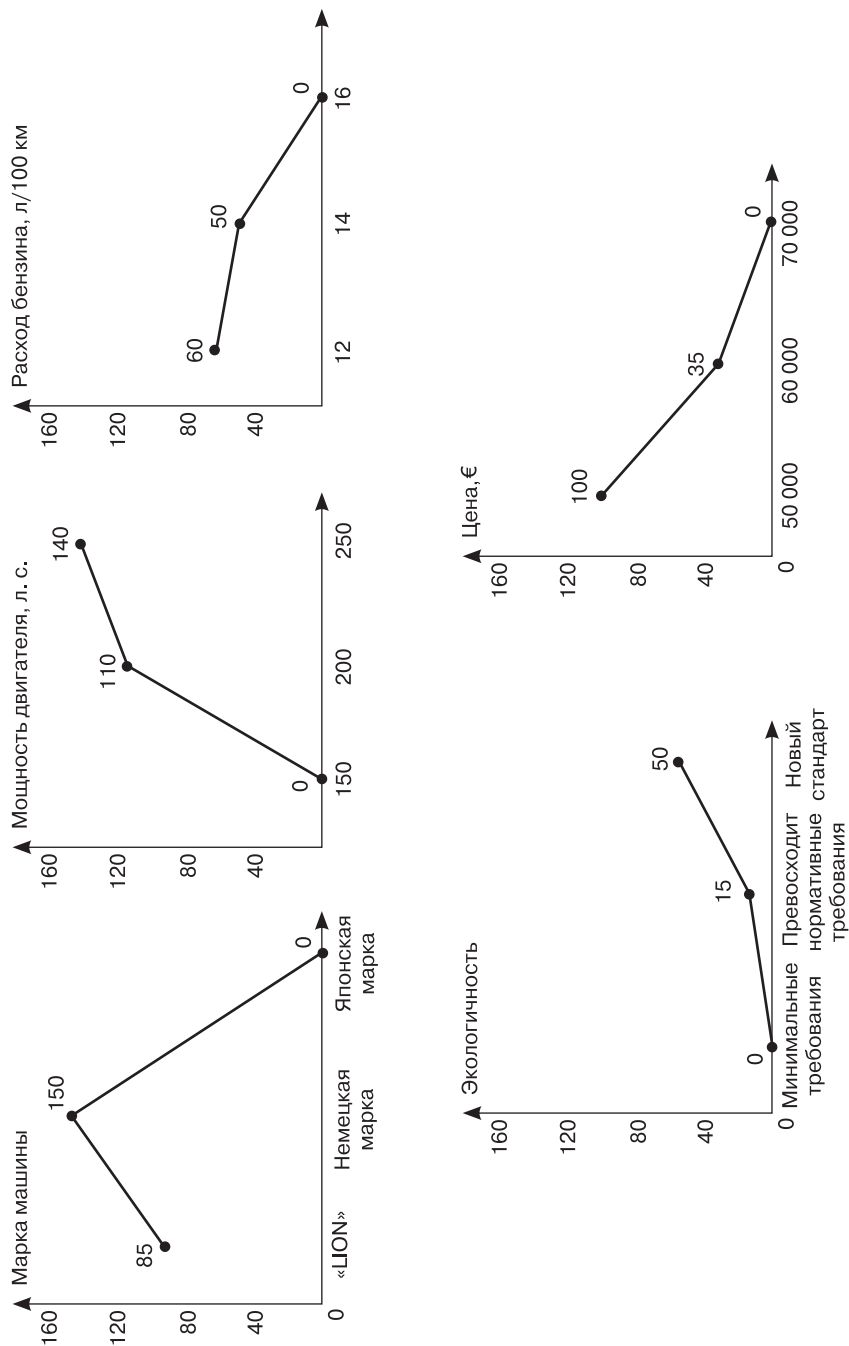 Марка машины
160
120
80
40
0
85
150
0
«LION»
Немецкая
марка
Японская
марка
Мощность двигателя, л. с.
160
120
80
40
0
110
140
150
200
250
Расход бензина, л/100 км
160
120
80
40
60
50
0
12
14
16
Экологичность
160
120
80
40
0
0
15
50
Минимальные
требования
Превосходит
нормативные
требования
Новый
стандарт
Цена,€
160
120
80
40
0
100
35
0
50 000
60 000
70 000